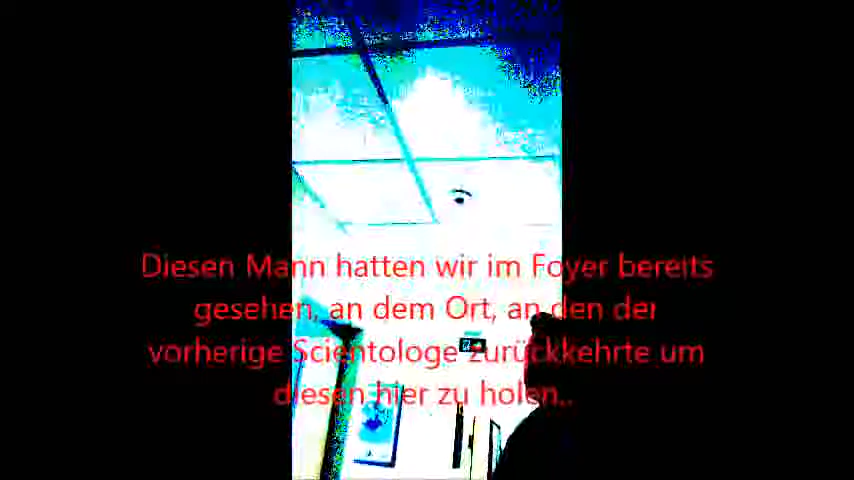 Diesen Mann hatten wir im Foyer bereits
gesehen, an dem Ort, an den der
vorherige Scientologe zurückkehrte um
diesen hier zu holen..